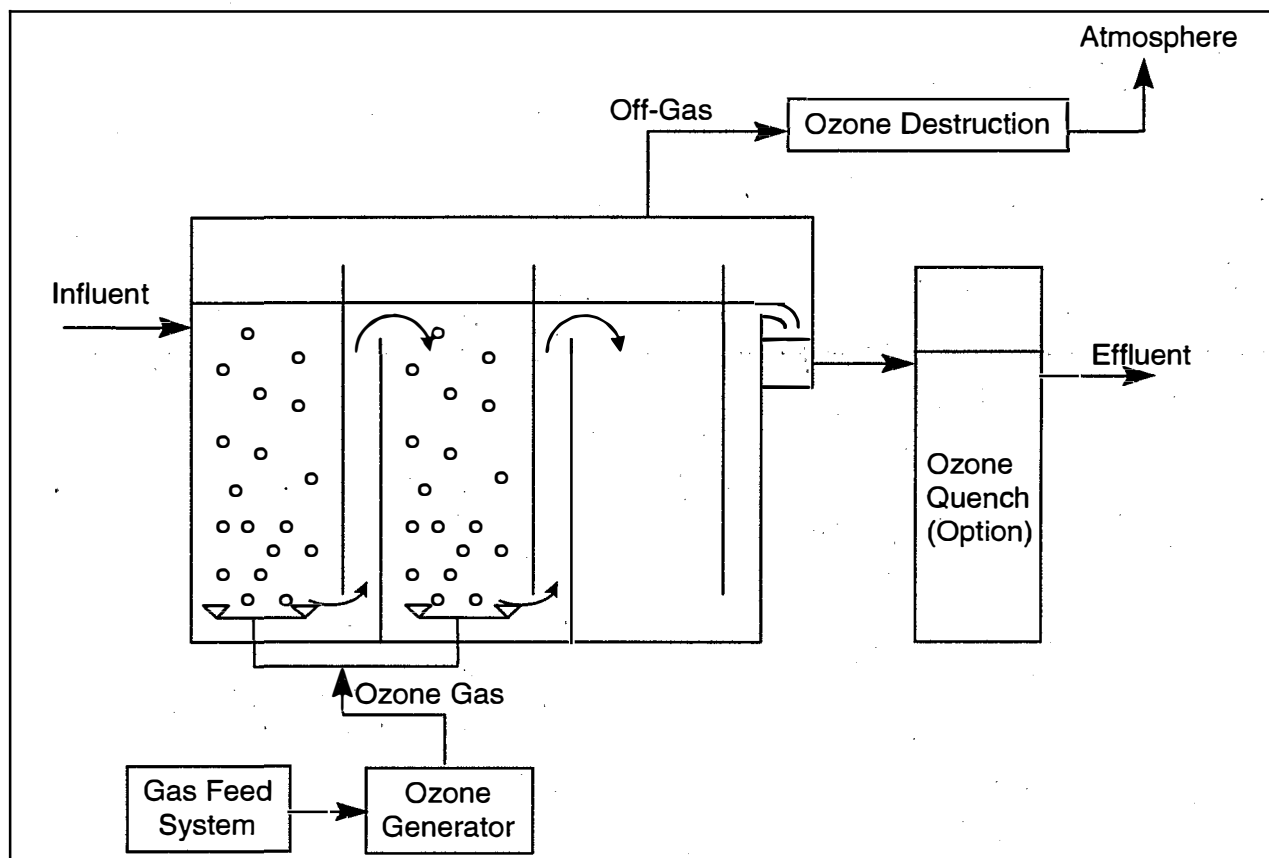 Atmosphere
Off-Gas
Ozone Destruction
Influent
Effluent
Ozone
Quench
(Option)
Ozone Gas
Gas Feed
System
Ozone
Generator